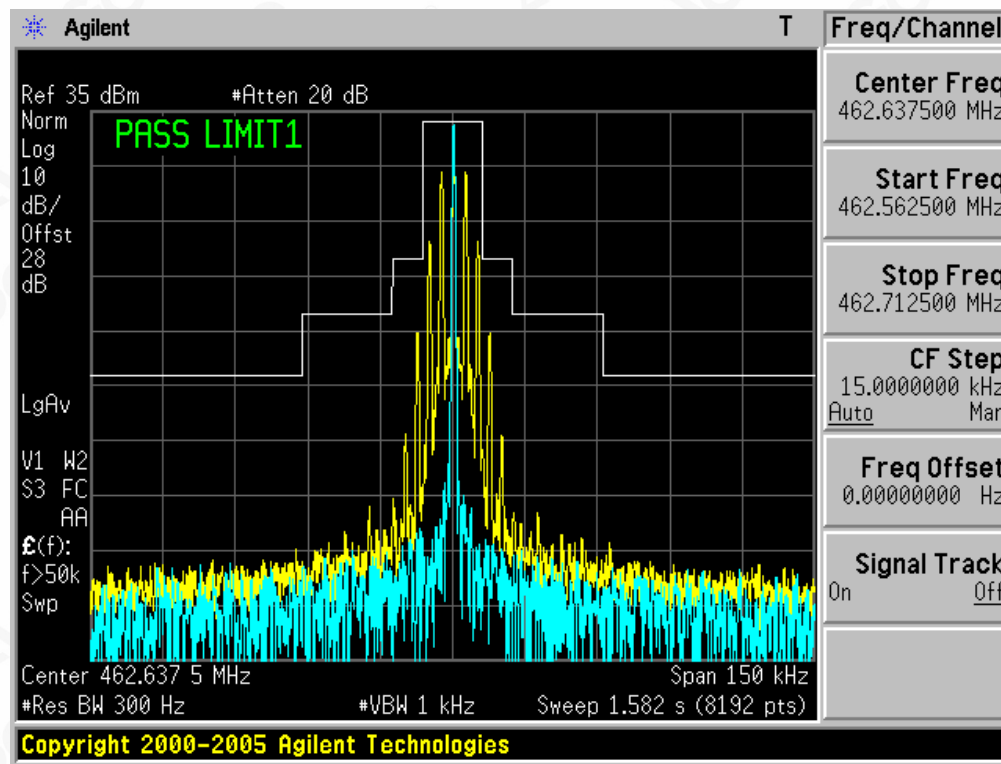 Agilent T Freq/Channel
Ref 35 dBm #Atten 20 dB
Norm
Log
10
dB/
Offst
28
dB
LgAv
V1 W2
S3 FC
AA
£(f):
f>50k
Swp
PASS LIMIT1
Center 462.637 5 MHz Span 150 kHz
#Res BW 300 Hz #VBW 1 kHz Sweep 1.582 s (8192 pts)
Copyright 2000-2005 Agilent Technologies
Center Freq
462.637500 MHz
Start Freq
462.562500 MHz
Stop Freq
462.712500 MHz
CF Step
15.0000000 kHz
Auto Man
Freq Offset
0.00000000 Hz
Signal Track
On Off